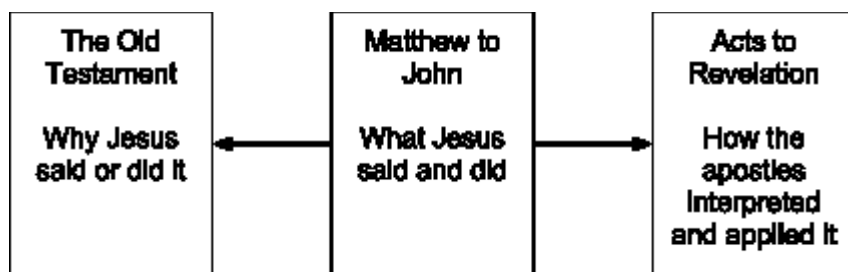 The Old
Testament
Why Jesus
said or did it
Matthew to
John
What Jesus
said and did
Acts to
Revelation
How the
apostles
interpreted
and applied it